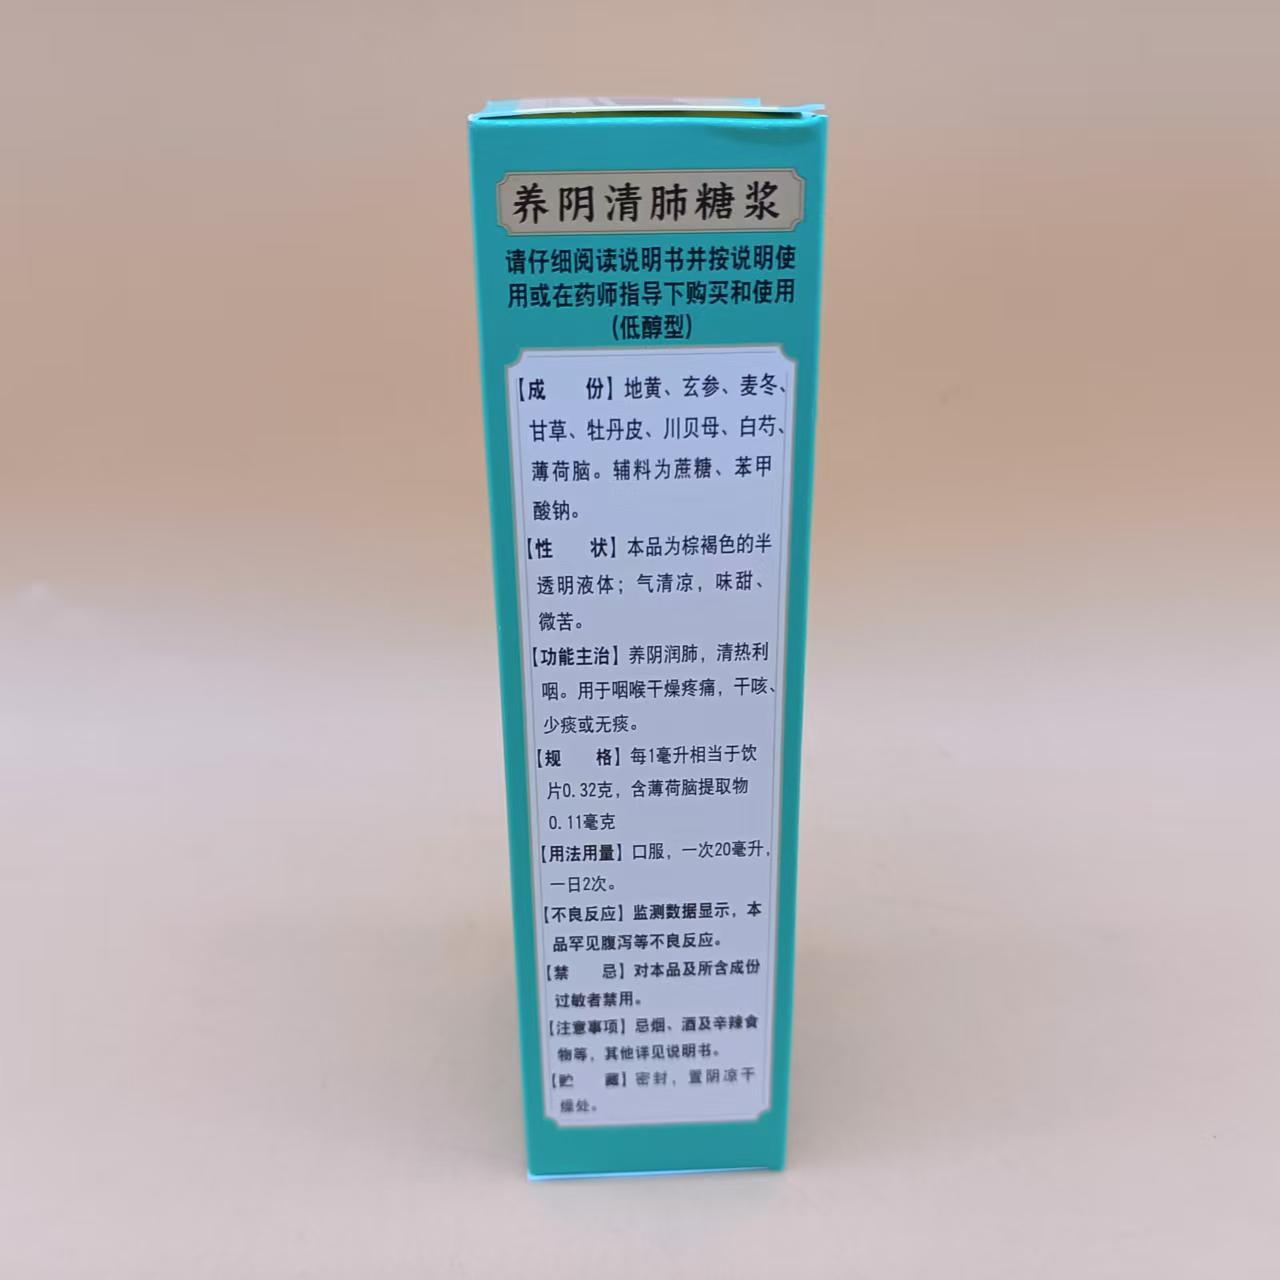 养阴清肺糖浆
请仔细阅读说明书并按说明使
用或在药师指导下购买和使用
(低醇型)
【成 份】地黄、玄参、麦冬、
甘草、牡丹皮、川贝母、白芍、
薄荷脑。辅料为蔗糖、苯甲
酸钠。
【性 状】本品为棕褐色的半
透明液体；气清凉，味甜、
微苦。
【功能主治】养阴润肺，清热利
咽。用于咽喉干燥疼痛，干咳、
少痰或无痰。
【规 格】每1毫升相当于饮
片0.32克，含薄荷脑提取物
0.11毫克
【用法用量】口服，一次20毫升，
一日2次。
【不良反应】监测数据显示，本
品罕见腹泻等不良反应。
【禁 忌】对本品及所含成份
过敏者禁用。
【注意事项】忌烟、酒及辛辣食
物等，其他详见说明书。
【贮 藏】密封，置阴凉干
燥处。